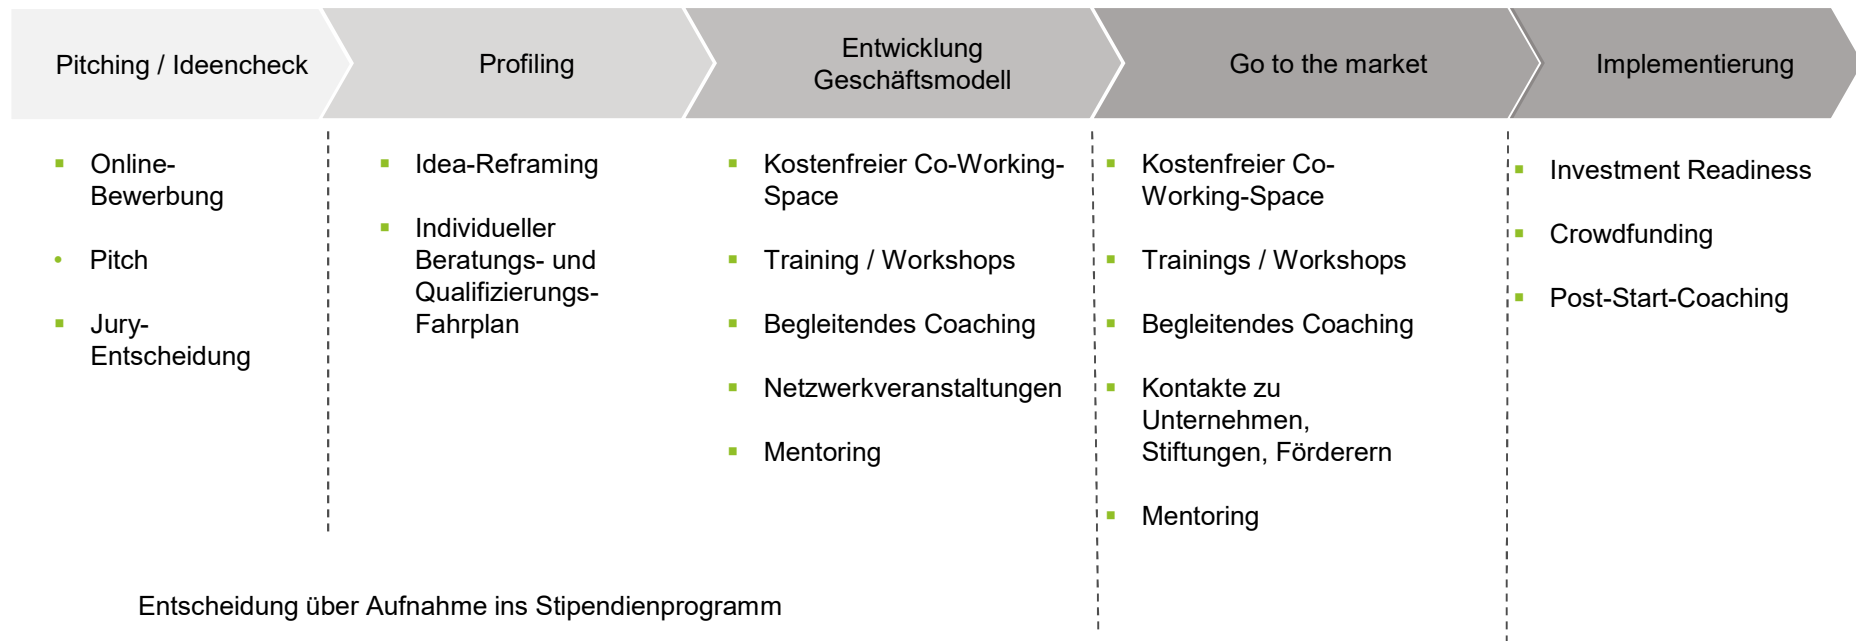 Pitching / Ideencheck
Profiling
Entwicklung
Geschäftsmodell
Go to the market
Implementierung
Online-
Bewerbung
Pitch
Jury-
Entscheidung
Idea-Reframing
Individueller
Beratungs- und
Qualifizierungs-
Fahrplan
Kostenfreier Co-Working-
Space
Training / Workshops
Begleitendes Coaching
Netzwerkveranstaltungen
Mentoring
Kostenfreier Co-
Working-Space
Trainings / Workshops
Begleitendes Coaching
Kontakte zu
Unternehmen,
Stiftungen, Förderern
Mentoring
Investment Readiness
Crowdfunding
Post-Start-Coaching
Entscheidung über Aufnahme ins Stipendienprogramm